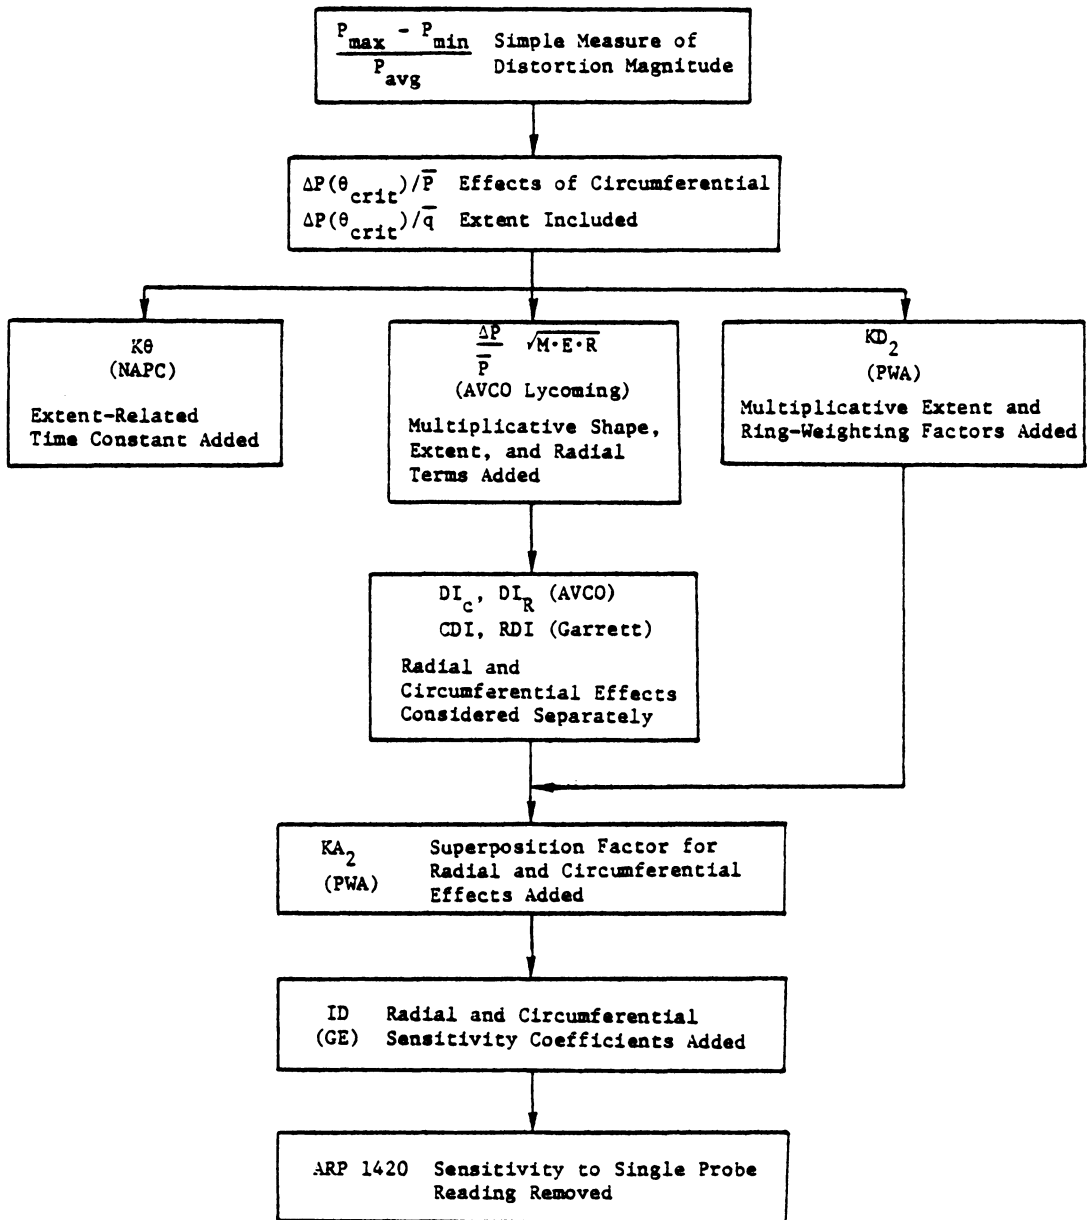 P_max - P_min / P_avg Simple Measure of
Distortion Magnitude
ΔP(θ_crit)/P̅ Effects of Circumferential
ΔP(θ_crit)/q̅ Extent Included
Kθ
(NAPC)
Extent-Related
Time Constant Added
ΔP/P̅ √M·E·R
(AVCO Lycoming)
Multiplicative Shape,
Extent, and Radial
Terms Added
KD_2
(PWA)
Multiplicative Extent and
Ring-Weighting Factors Added
DI_c, DI_R (AVCO)
CDI, RDI (Garrett)
Radial and
Circumferential Effects
Considered Separately
KA_2 Superposition Factor for
(PWA) Radial and Circumferential
Effects Added
ID Radial and Circumferential
(GE) Sensitivity Coefficients Added
ARP 1420 Sensitivity to Single Probe
Reading Removed